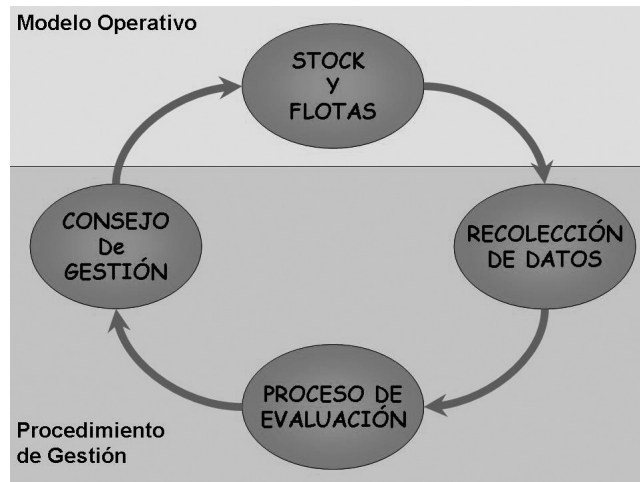 Modelo Operativo
STOCK
Y
FLOTAS
CONSEJO
De
GESTIÓN
RECOLECCIÓN
DE DATOS
PROCESO DE
EVALUACIÓN
Procedimiento
de Gestión